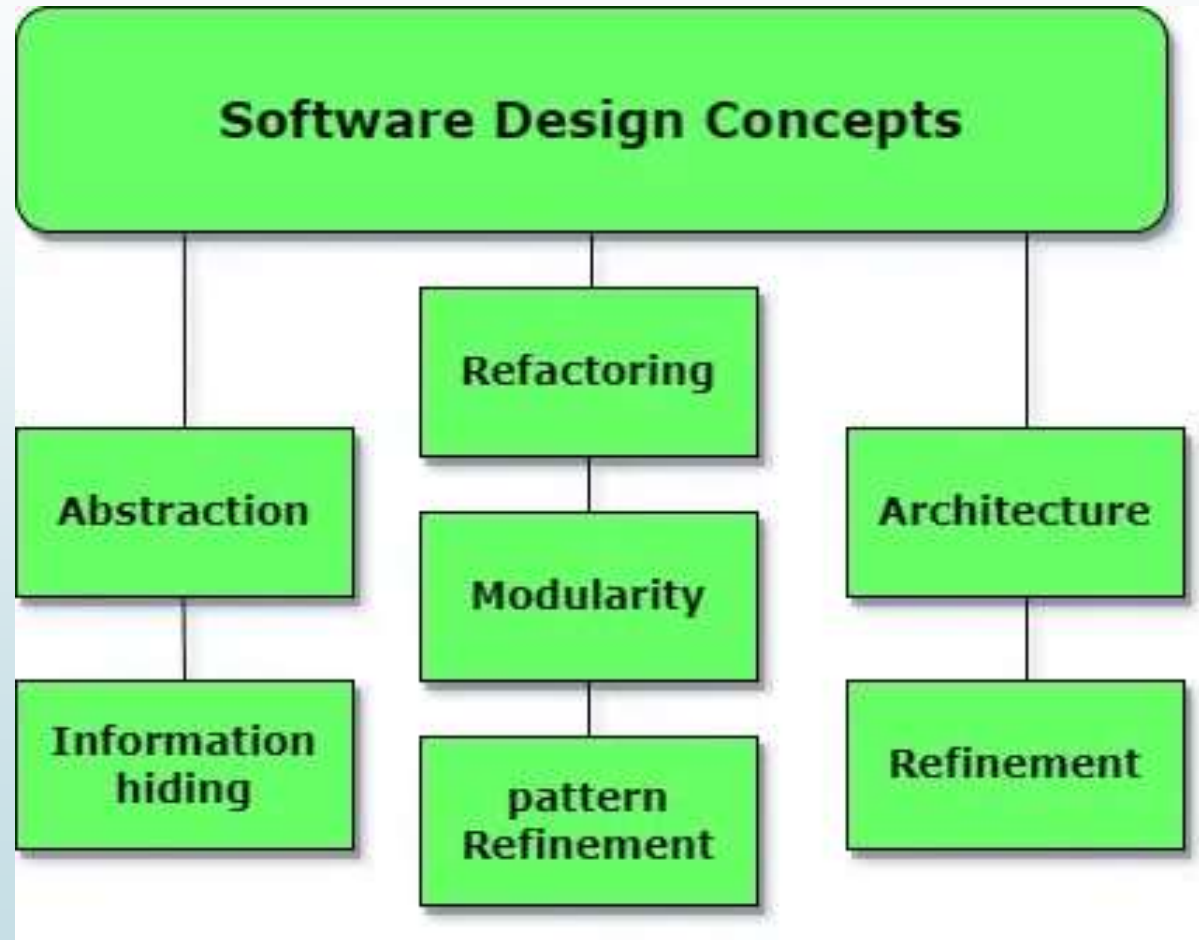 Software Design Concepts
Refactoring
Abstraction
Architecture
Modularity
Information
hiding
Refinement
pattern
Refinement